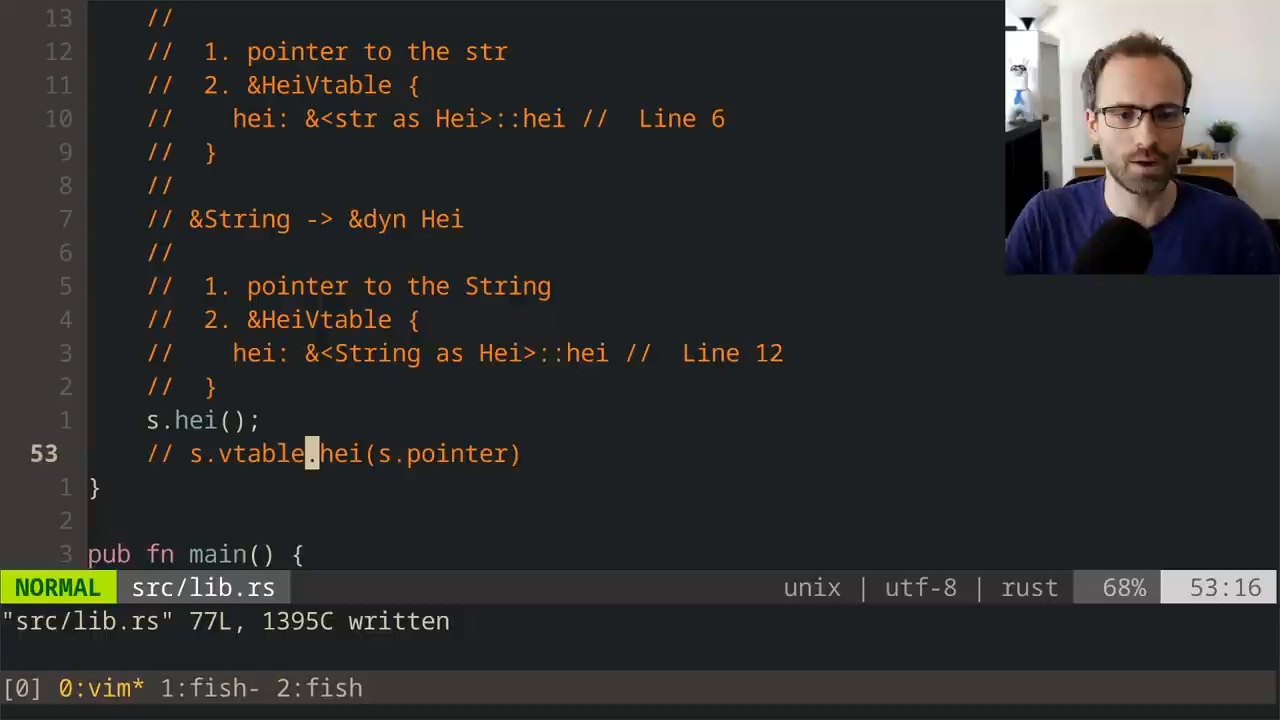 13 //
12 //  1. pointer to the str
11 //  2. &HeiVtable {
10 //    hei: &<str as Hei>::hei //  Line 6
9 //  }
8 //
7 // &String -> &dyn Hei
6 //
5 //  1. pointer to the String
4 //  2. &HeiVtable {
3 //    hei: &<String as Hei>::hei //  Line 12
2 //  }
1 s.hei();
53 // s.vtable.hei(s.pointer)
1 }
2
3 pub fn main() {
NORMAL src/lib.rs unix | utf-8 | rust 68% 53:16
"src/lib.rs" 77L, 1395C written
[0] 0:vim* 1:fish- 2:fish